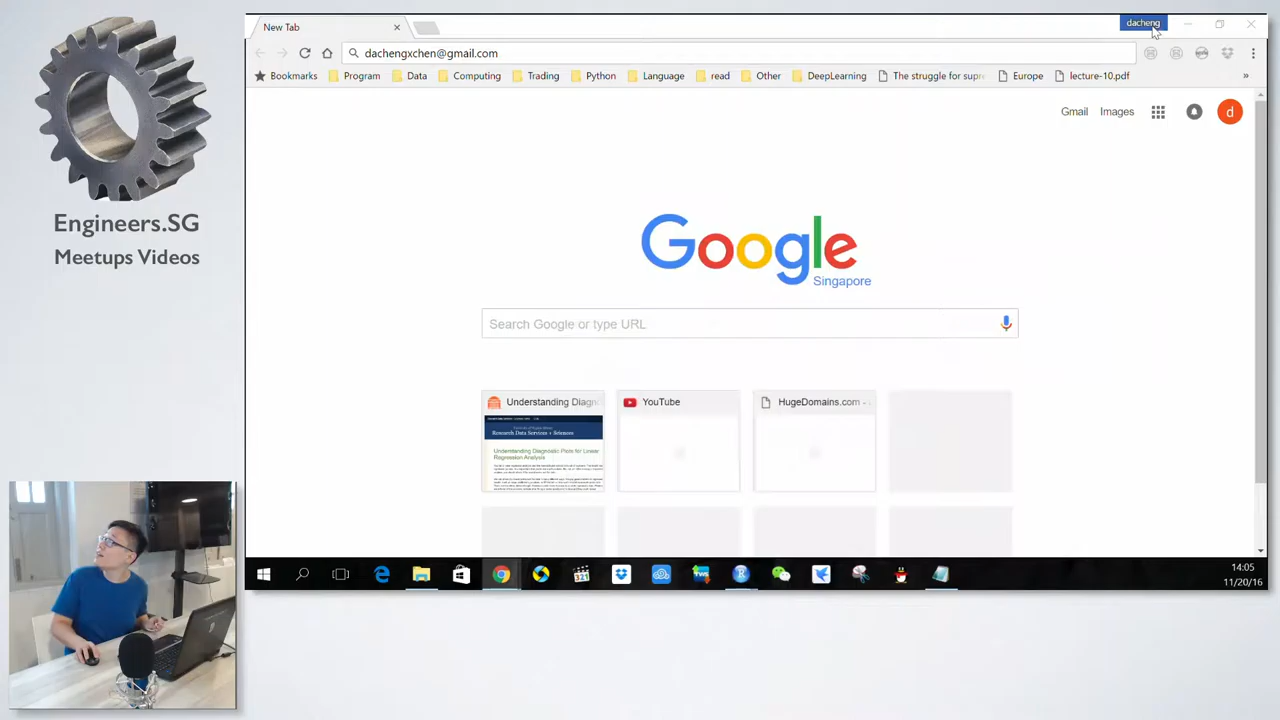 New Tab
dacheng
dachengxchen@gmail.com
Bookmarks Program Data Computing Trading Python Language read Other DeepLearning The struggle for supre Europe lecture-10.pdf »
Gmail Images d
Engineers.SG
Meetups Videos
Google
Singapore
Search Google or type URL
Understanding Diagn YouTube HugeDomains.com -
Research Data Services + Sciences
Understanding Diagnostic Plots for Linear
Regression Analysis
14:05
11/20/16